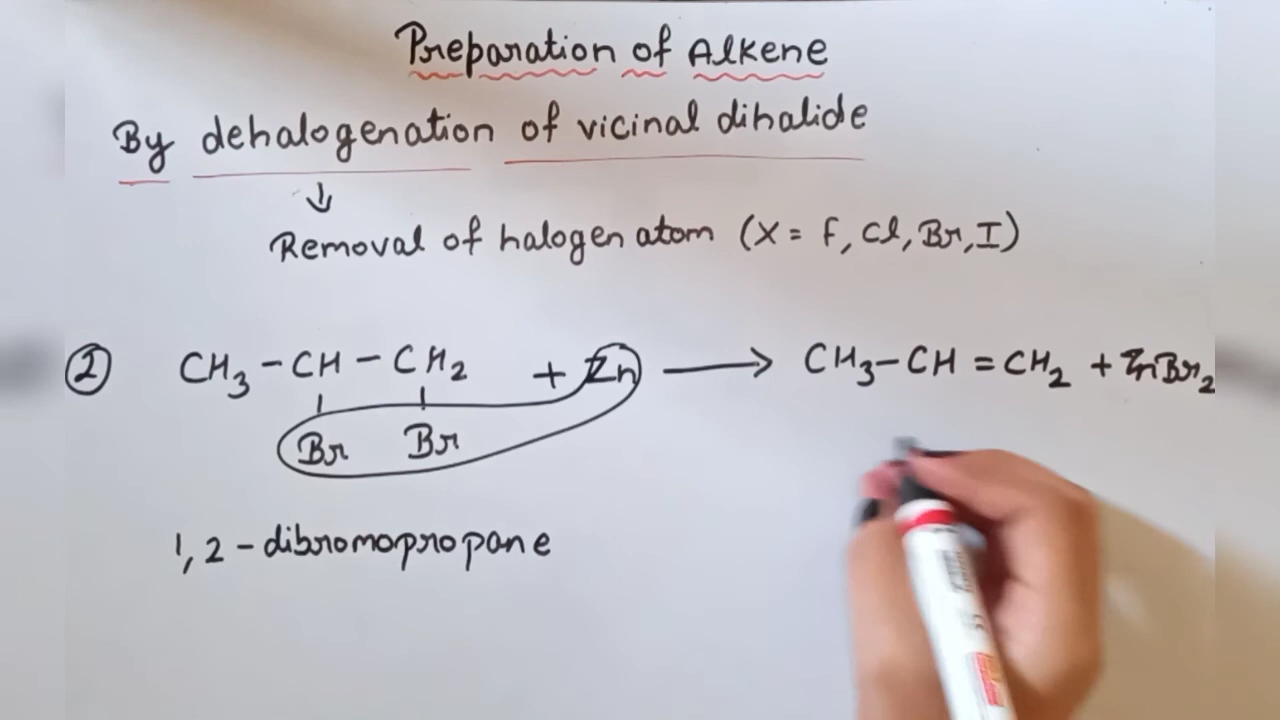 Preparation of Alkene
By dehalogenation of vicinal dihalide
↓
Removal of halogen atom (X = F, Cl, Br, I)
② CH₃ – CH – CH₂ + Zn ⟶ CH₃ – CH = CH₂ + ZnBr₂
Br Br
1, 2 - dibromopropane